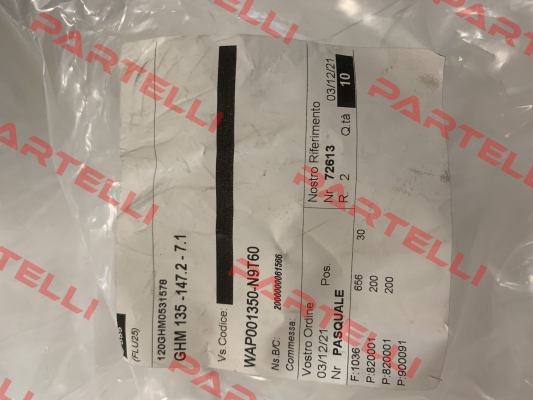 (FLU25)
120GHM0531578
GHM 135 -147.2 - 7.1
Vs.Codice:
WAP001350-N9T60
Ns.B/C: 2000000061566
Commessa:
Vostro Ordine
03/12/21 Pos.
Nr PASQUALE
Nostro Riferimento
Nr 72613 03/12/21
R 2 Q.tà 10
F:1036 656 30
P:820001 200
P:820001 200
P:900091
PARTELLI
PARTELLI
PARTELLI
PARTELLI
PARTELLI
PARTELLI
PARTELLI